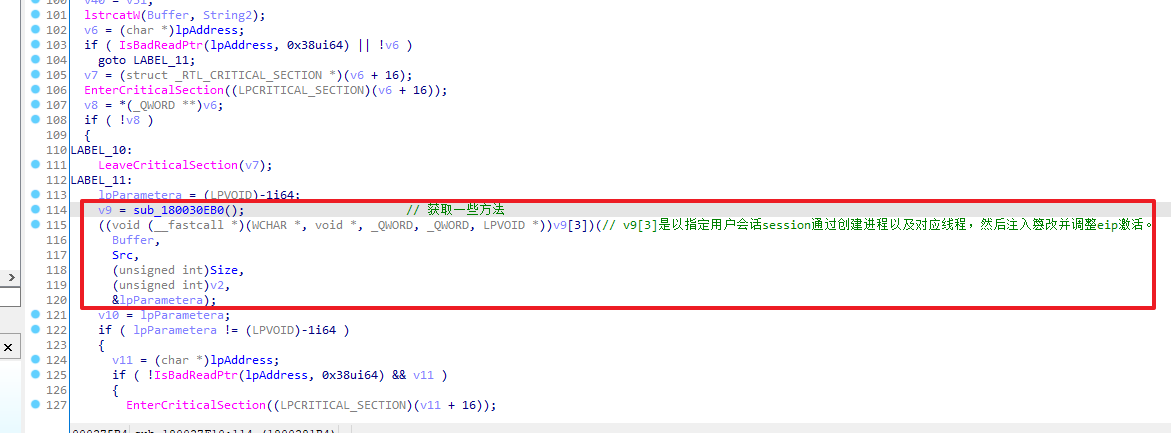 100 v40 = v51;
101 lstrcatW(Buffer, String2);
102 v6 = (char *)lpAddress;
103 if ( IsBadReadPtr(lpAddress, 0x38ui64) || !v6 )
104 goto LABEL_11;
105 v7 = (struct _RTL_CRITICAL_SECTION *)(v6 + 16);
106 EnterCriticalSection((LPCRITICAL_SECTION)(v6 + 16));
107 v8 = *(_QWORD **)v6;
108 if ( !v8 )
109 {
110 LABEL_10:
111 LeaveCriticalSection(v7);
112 LABEL_11:
113 lpParametera = (LPVOID)-1i64;
114 v9 = sub_180030EB0(); // 获取一些方法
115 ((void (__fastcall *)(WCHAR *, void *, _QWORD, _QWORD, LPVOID *))v9[3])(// v9[3]是以指定用户会话session通过创建进程以及对应线程，然后注入篡改并调整eip激活。
116 Buffer,
117 Src,
118 (unsigned int)Size,
119 (unsigned int)v2,
120 &lpParametera);
121 v10 = lpParametera;
122 if ( lpParametera != (LPVOID)-1i64 )
123 {
124 v11 = (char *)lpAddress;
125 if ( !IsBadReadPtr(lpAddress, 0x38ui64) && v11 )
126 {
127 EnterCriticalSection((LPCRITICAL_SECTION)(v11 + 16));